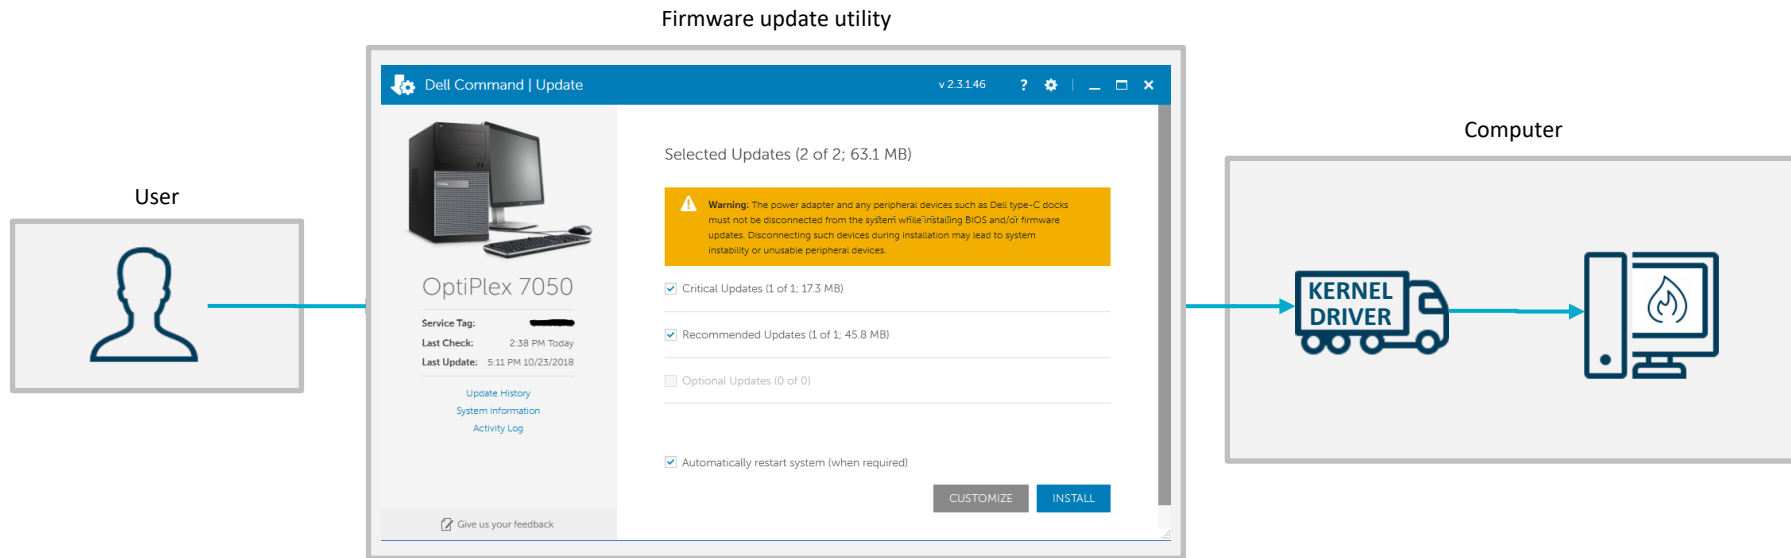 Firmware update utility
Dell Command | Update
v 2.3.1.46
?
User
Computer
OptiPlex 7050
Service Tag:
Last Check: 2:38 PM Today
Last Update: 5:11 PM 10/23/2018
Update History
System Information
Activity Log
Give us your feedback
Selected Updates (2 of 2; 63.1 MB)
Warning: The power adapter and any peripheral devices such as Dell type-C docks
must not be disconnected from the system while installing BIOS and/or firmware
updates. Disconnecting such devices during installation may lead to system
instability or unusable peripheral devices.
Critical Updates (1 of 1; 17.3 MB)
Recommended Updates (1 of 1; 45.8 MB)
Optional Updates (0 of 0)
Automatically restart system (when required)
CUSTOMIZE
INSTALL
KERNEL
DRIVER